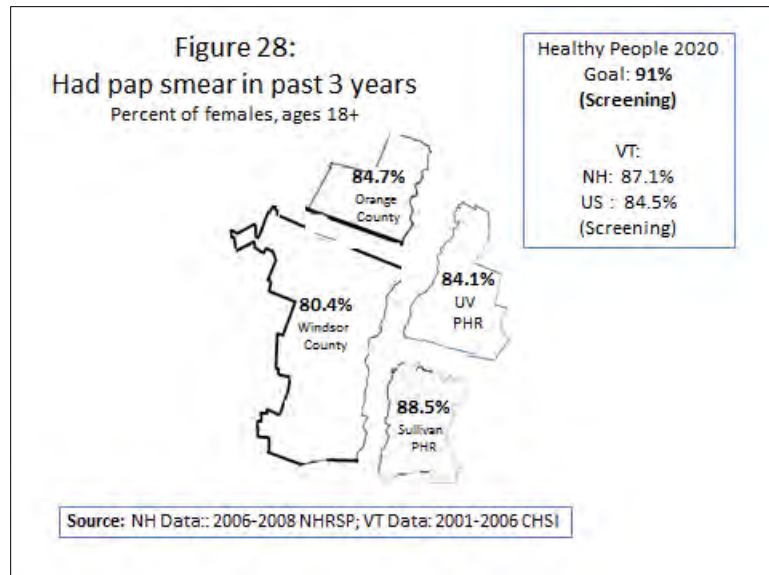 Figure 28:
Had pap smear in past 3 years
Percent of females, ages 18+
Healthy People 2020
Goal: 91%
(Screening)
VT:
NH: 87.1%
US : 84.5%
(Screening)
84.7%
Orange
County
84.1%
UV
PHR
80.4%
Windsor
County
88.5%
Sullivan
PHR
Source: NH Data:: 2006-2008 NHRSP; VT Data: 2001-2006 CHSI